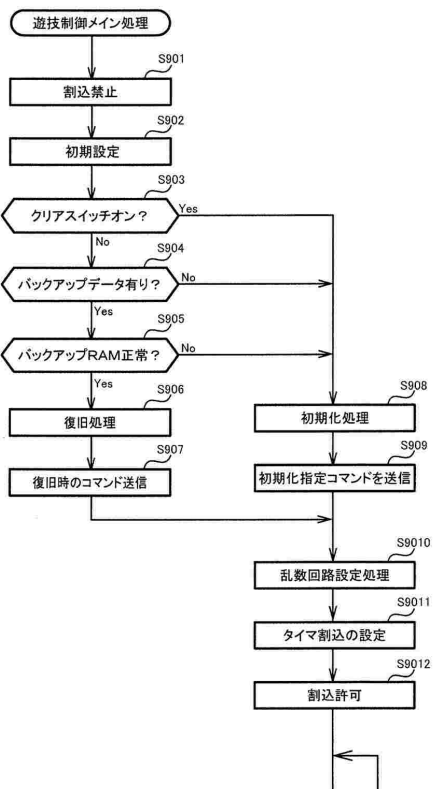 遊技制御メイン処理
S901
割込禁止
S902
初期設定
S903
クリアスイッチオン？
Yes
No
S904
バックアップデータ有り？
No
Yes
S905
バックアップRAM正常？
No
Yes
S906
復旧処理
S907
復旧時のコマンド送信
S908
初期化処理
S909
初期化指定コマンドを送信
S9010
乱数回路設定処理
S9011
タイマ割込の設定
S9012
割込許可